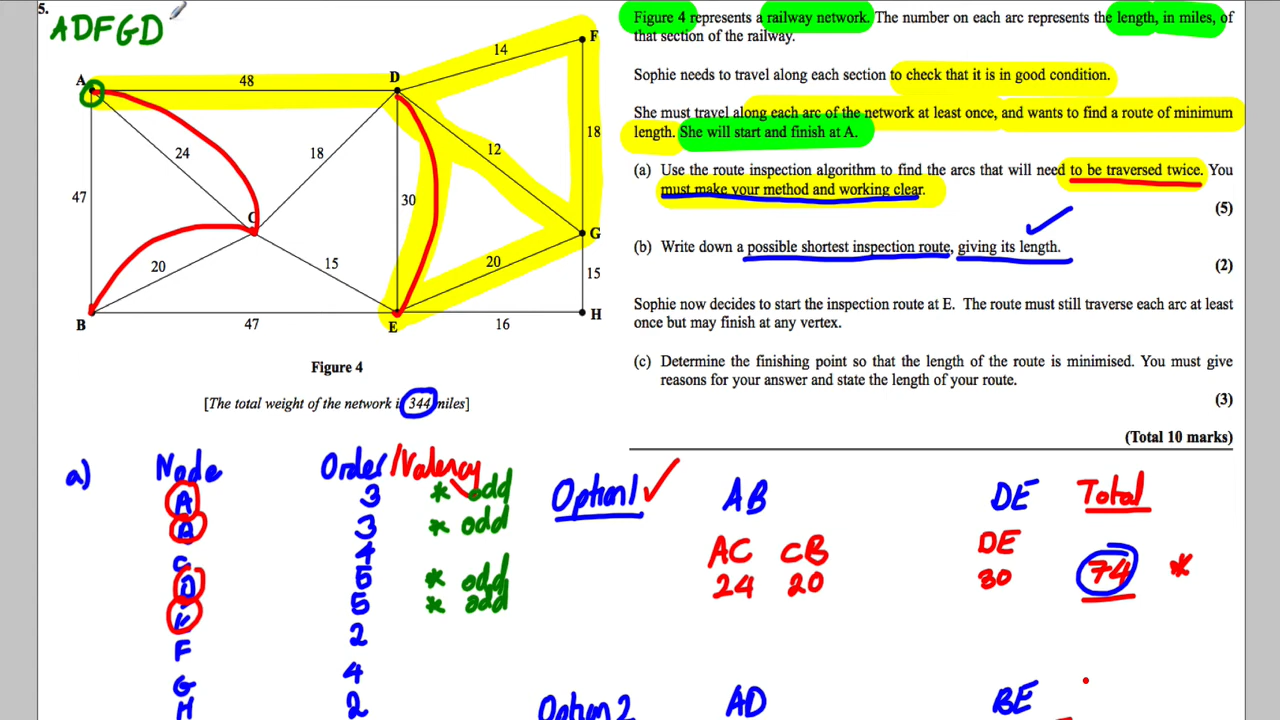 5.
ADFGD
A
48
D
14
F
24
18
12
18
47
30
C
G
20
15
20
15
B
47
E
16
H
Figure 4
[The total weight of the network i 344 miles]
Figure 4 represents a railway network. The number on each arc represents the length, in miles, of
that section of the railway.
Sophie needs to travel along each section to check that it is in good condition.
She must travel along each arc of the network at least once, and wants to find a route of minimum
length. She will start and finish at A.
(a) Use the route inspection algorithm to find the arcs that will need to be traversed twice. You
must make your method and working clear.
(5)
(b) Write down a possible shortest inspection route, giving its length.
(2)
Sophie now decides to start the inspection route at E. The route must still traverse each arc at least
once but may finish at any vertex.
(c) Determine the finishing point so that the length of the route is minimised. You must give
reasons for your answer and state the length of your route.
(3)
(Total 10 marks)
a) Node Order/Valency
A 3 * odd
3 * odd
C 4
D 5 * odd
5 * odd
F 2
G 4
H 2
Option 1 AB DE Total
AC CB DE
24 20 30 74 *
Option 2 AD BE